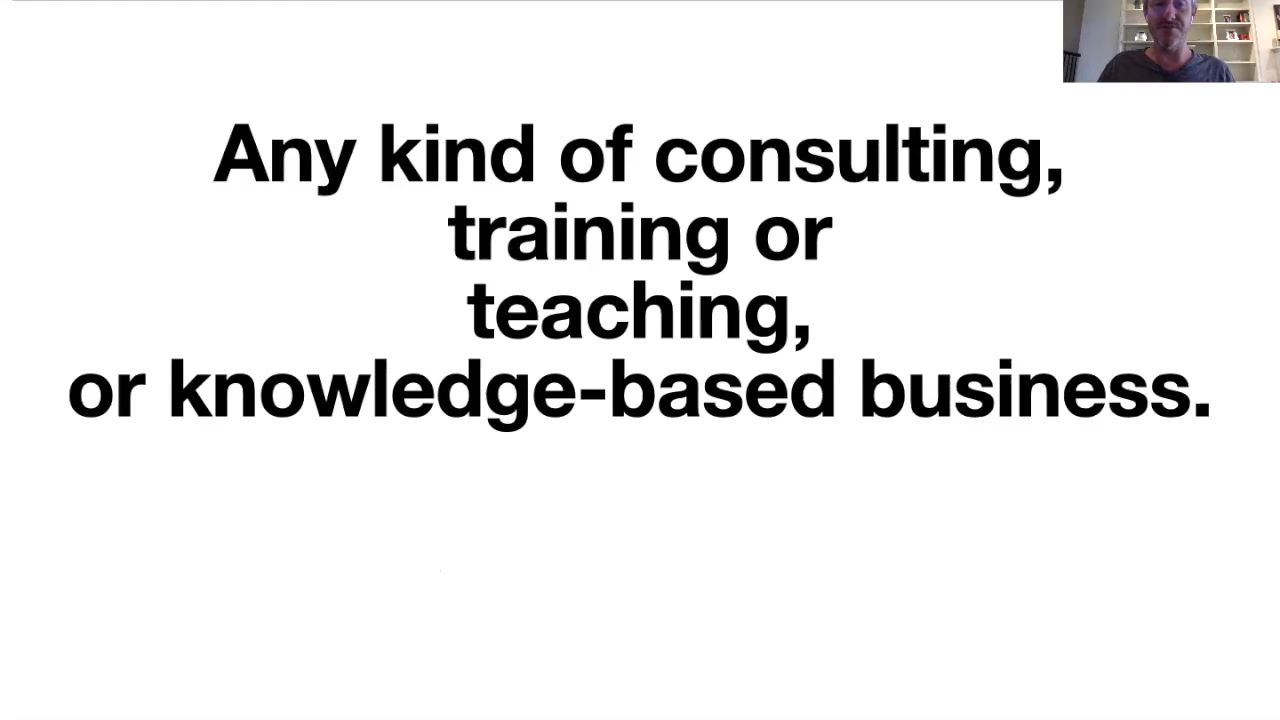 Any kind of consulting,
training or
teaching,
or knowledge-based business.